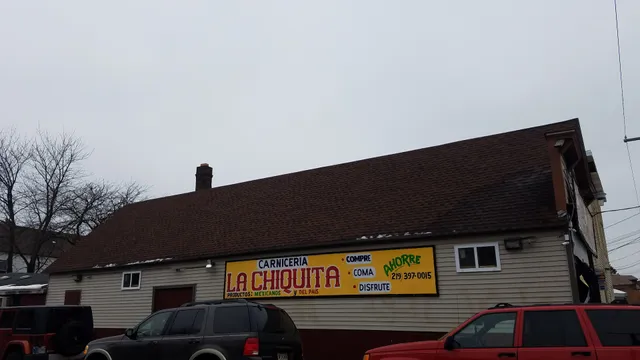 CARNICERIA
LA CHIQUITA
PRODUCTOS: MEXICANOS Y DEL PAIS
• COMPRE
• COMA
• DISFRUTE
AHORRE
219 397-0015